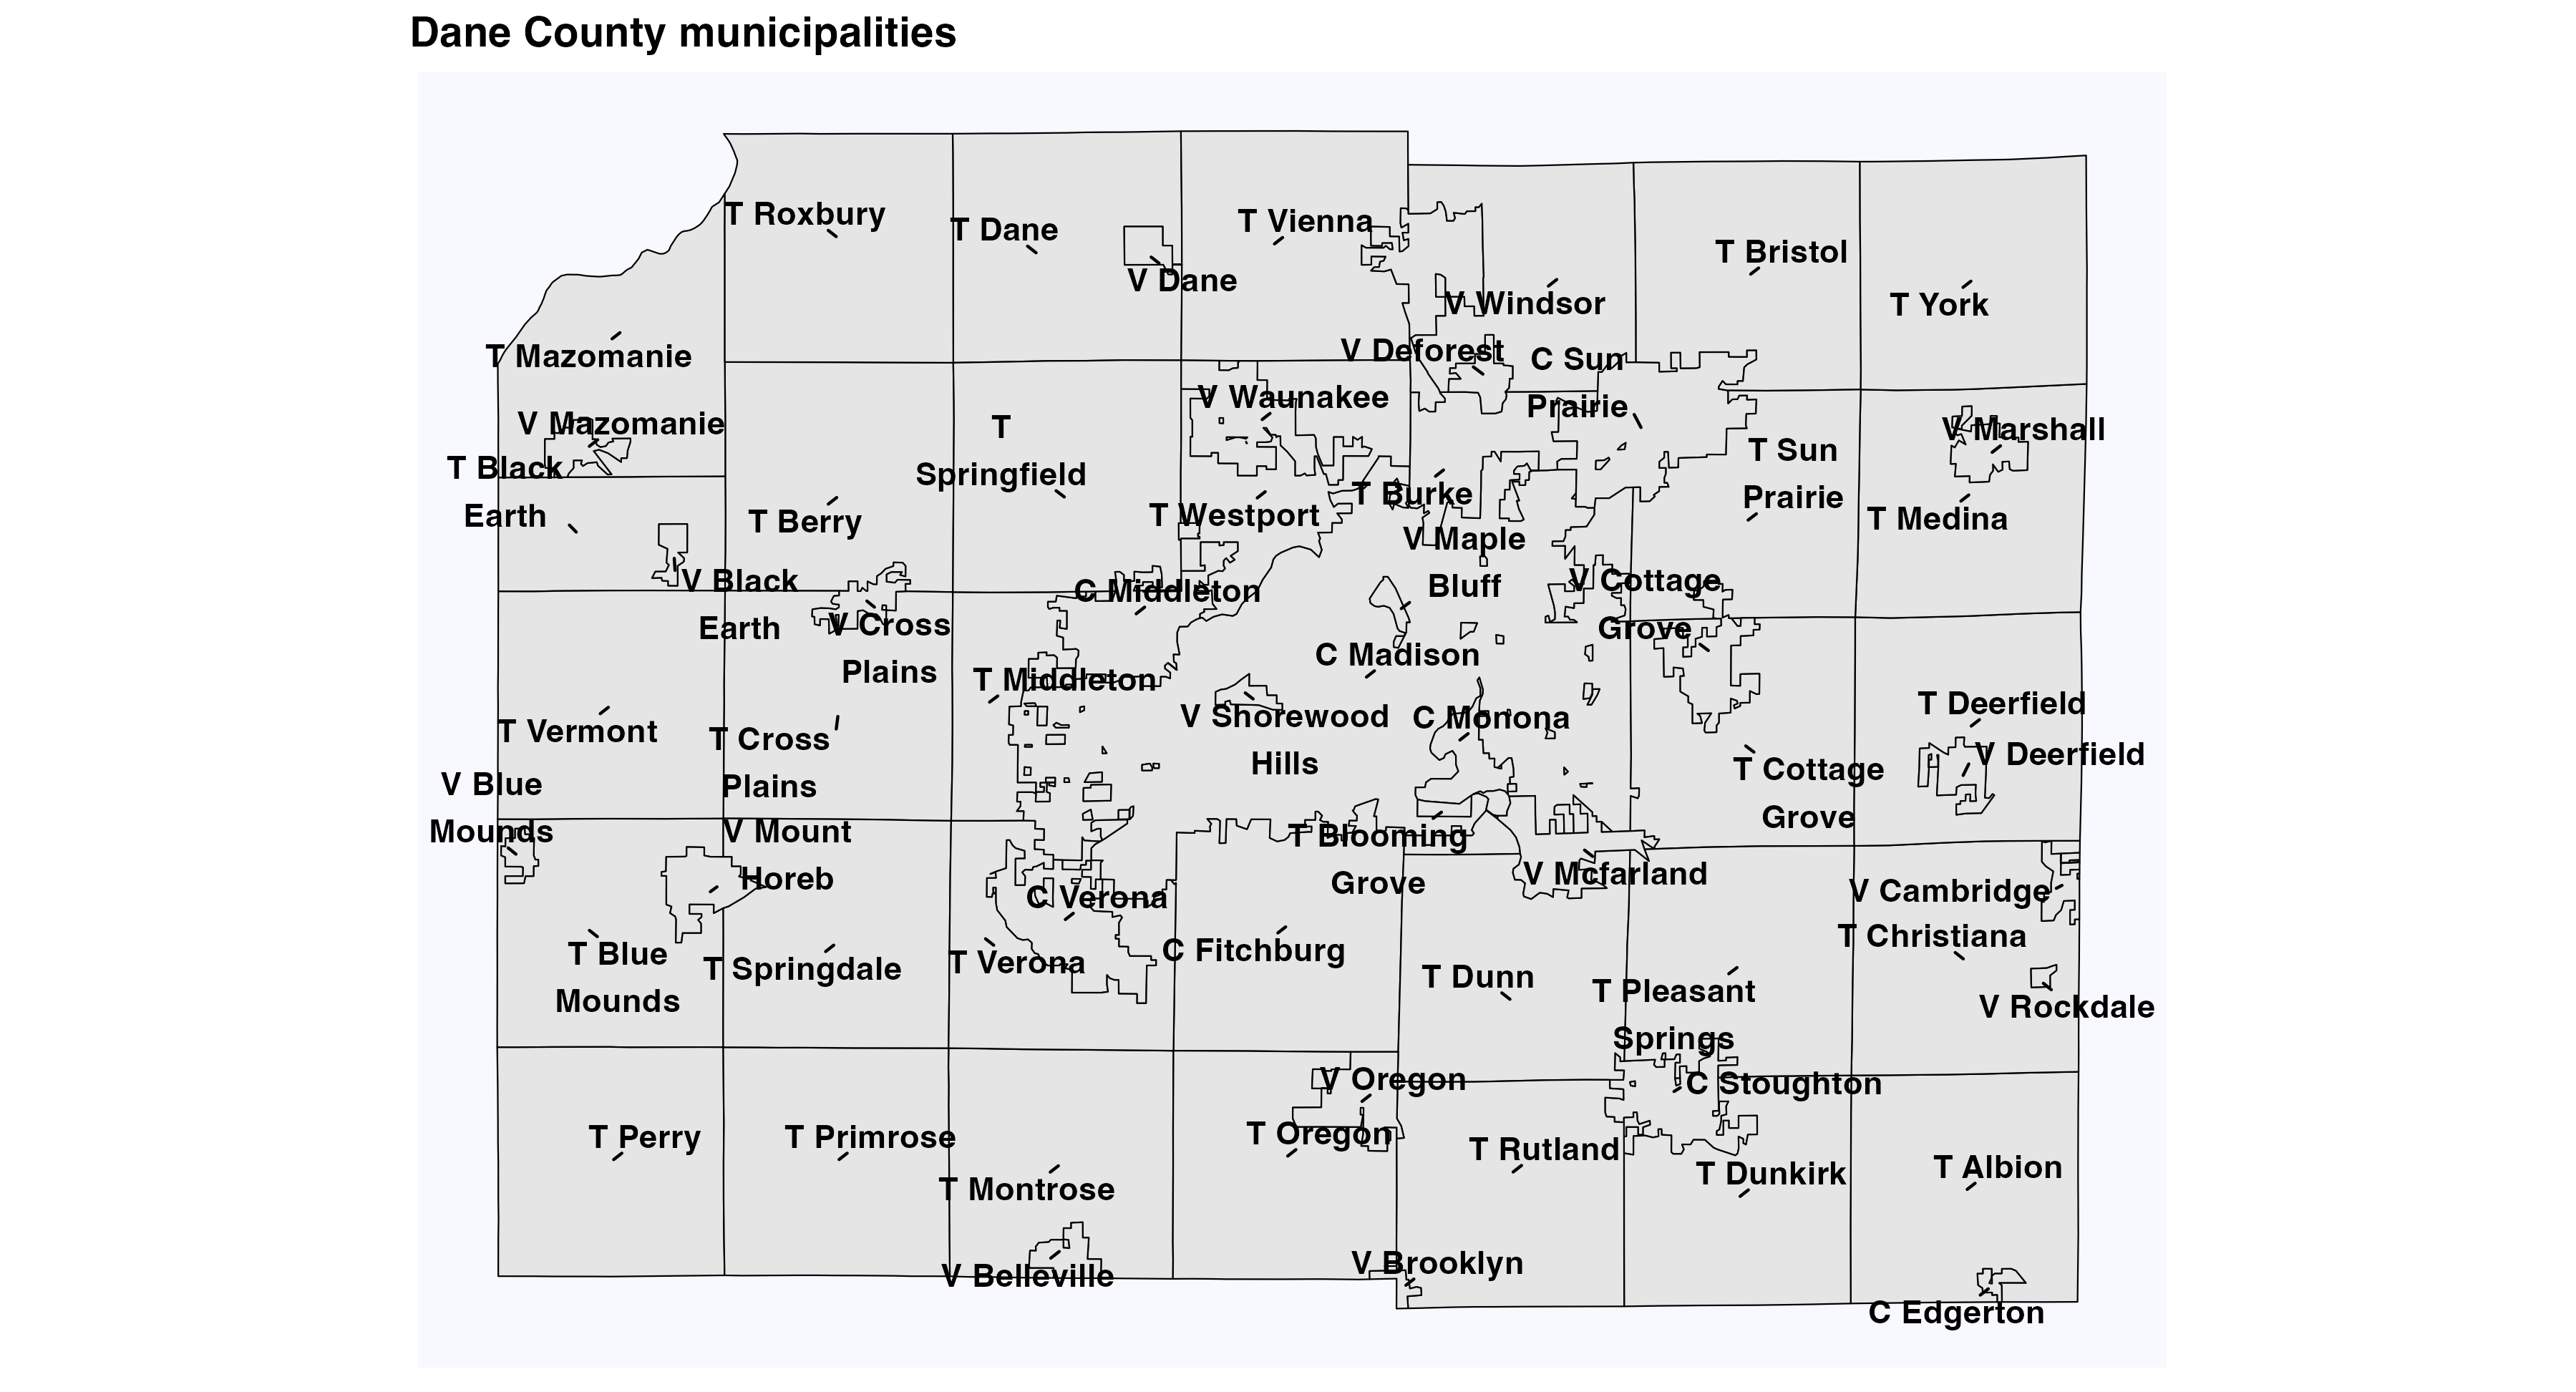 Dane County municipalities
T Roxbury
T Dane
V Dane
T Vienna
V Windsor
T Bristol
T York
T Mazomanie
V Mazomanie
T Black
Earth
V Black
Earth
T Berry
T
Springfield
V Waunakee
V Deforest
C Sun
Prairie
T Sun
Prairie
V Marshall
T Medina
T Westport
T Burke
V Maple
Bluff
V Cottage
Grove
C Middleton
V Cross
Plains
T Middleton
C Madison
T Vermont
T Cross
Plains
V Shorewood
Hills
C Monona
T Cottage
Grove
T Deerfield
V Deerfield
V Blue
Mounds
V Mount
Horeb
T Blooming
Grove
V Mcfarland
V Cambridge
T Christiana
V Rockdale
T Blue
Mounds
T Springdale
C Verona
T Verona
C Fitchburg
T Dunn
T Pleasant
Springs
C Stoughton
V Oregon
T Oregon
T Perry
T Primrose
T Montrose
V Belleville
T Rutland
T Dunkirk
T Albion
V Brooklyn
C Edgerton